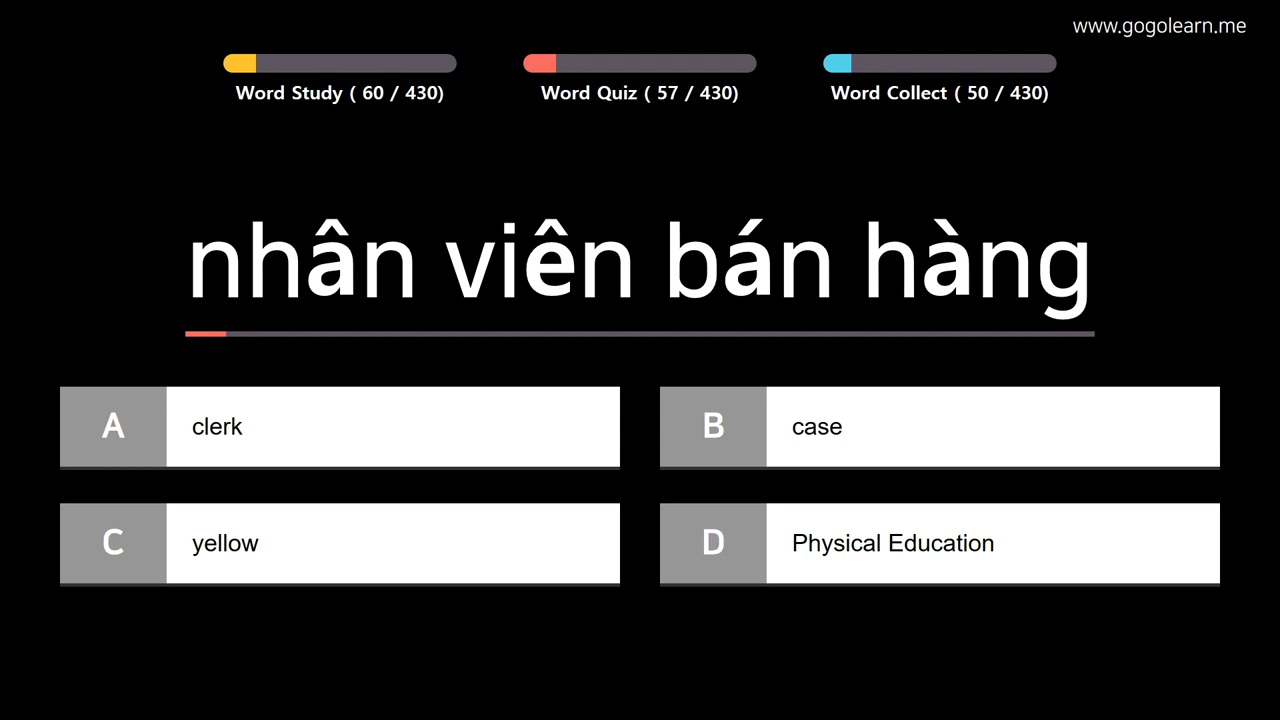 www.gogolearn.me
Word Study ( 60 / 430)
Word Quiz ( 57 / 430)
Word Collect ( 50 / 430)
nhân viên bán hàng
A clerk
B case
C yellow
D Physical Education